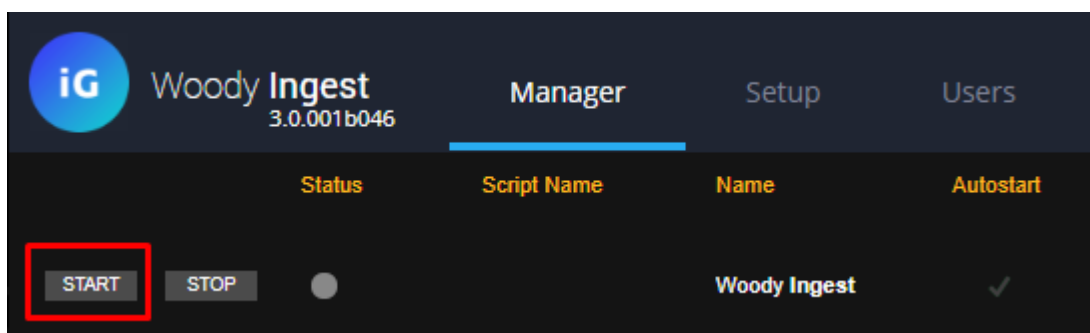 iG
Woody Ingest
3.0.001b046
Manager Setup Users
Status Script Name Name Autostart
START STOP Woody Ingest